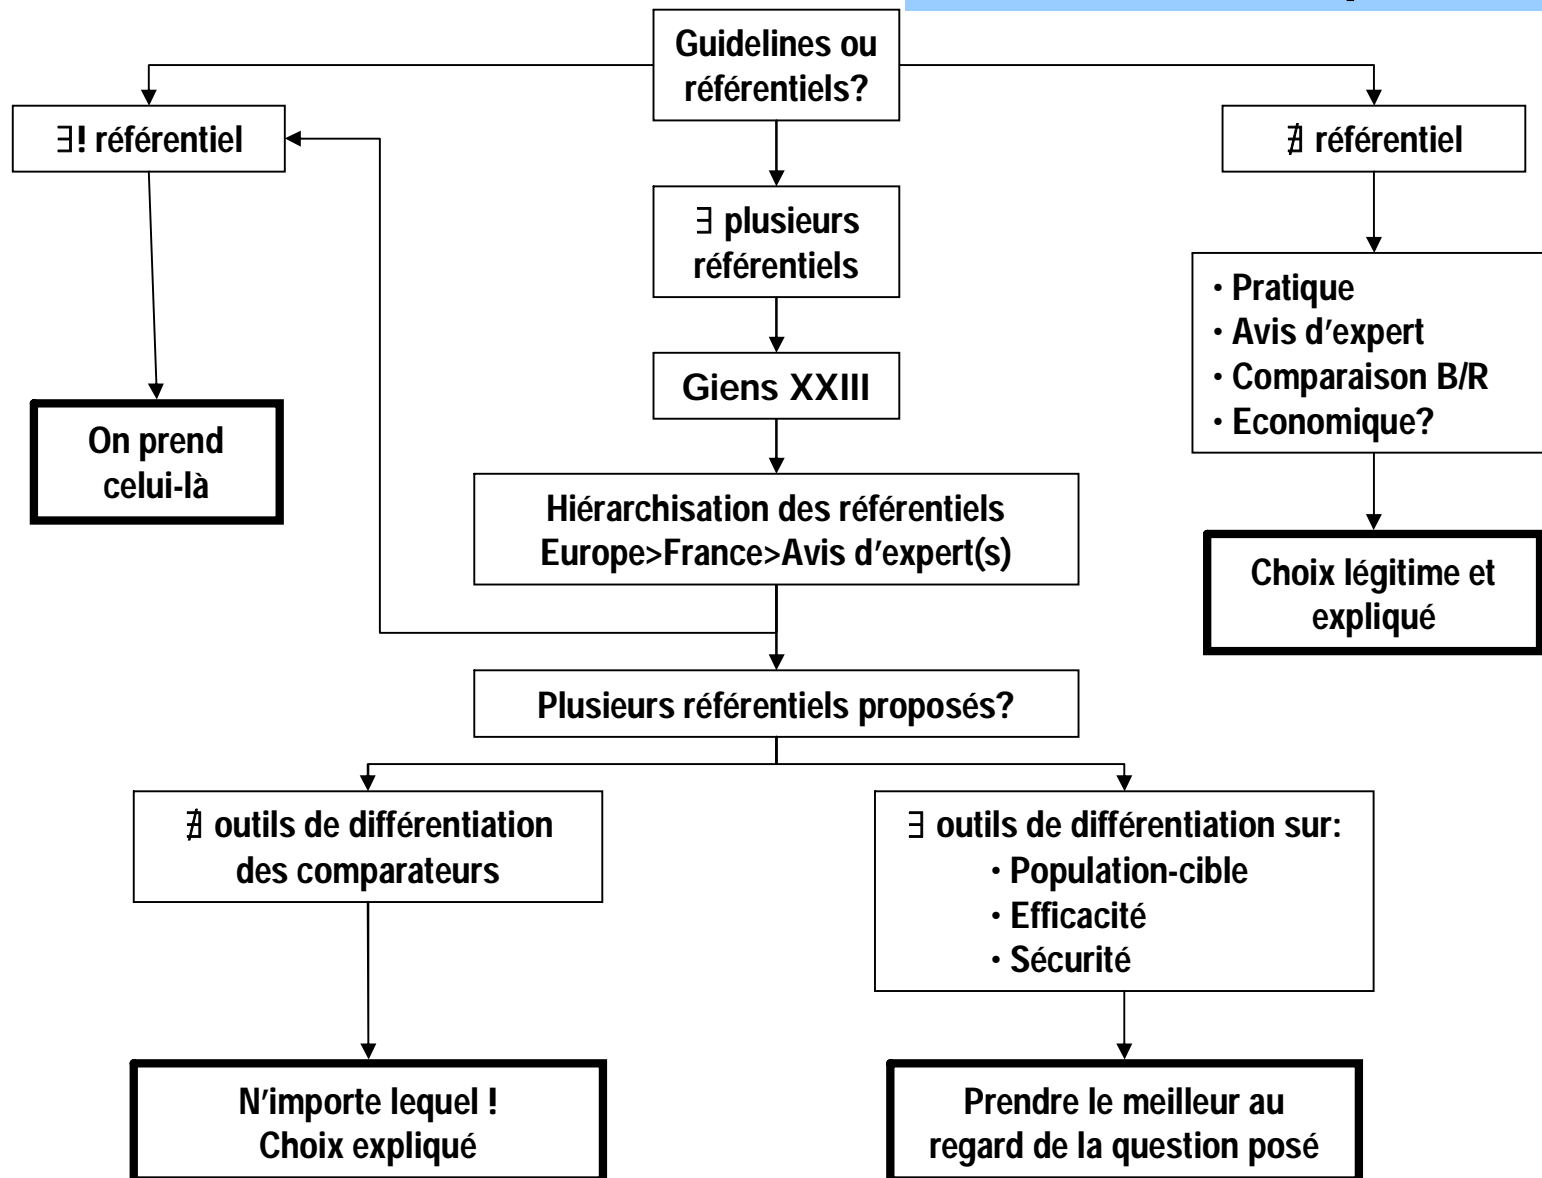 Guidelines ou
référentiels?
∃! référentiel
∄ référentiel
∃ plusieurs
référentiels
• Pratique
• Avis d'expert
• Comparaison B/R
• Economique?
Giens XXIII
On prend
celui-là
Hiérarchisation des référentiels
Europe>France>Avis d'expert(s)
Choix légitime et
expliqué
Plusieurs référentiels proposés?
∄ outils de différentiation
des comparateurs
∃ outils de différentiation sur:
• Population-cible
• Efficacité
• Sécurité
N'importe lequel !
Choix expliqué
Prendre le meilleur au
regard de la question posé